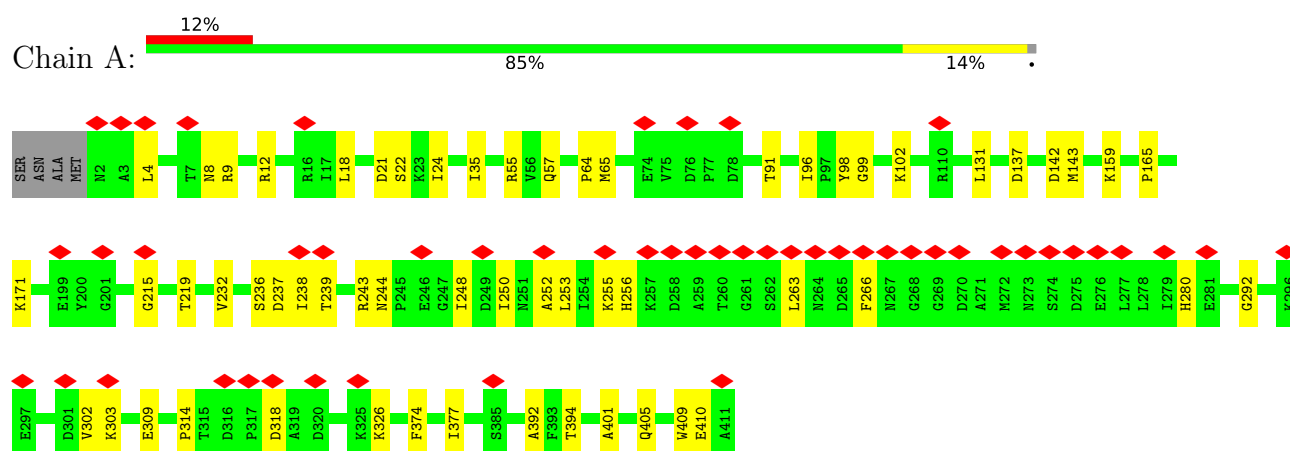 12%
Chain A:
85% 14% •
SER ASN ALA MET N2 A3 L4 T7 N8 R9 R12 R16 I17 L18 D21 S22 K23 I24 I35 R55 V56 Q57 P64 M65 E74 V75 D76 P77 D78 T91 I96 P97 Y98 G99 K102 R110 L131 D137 D142 M143 K159 P165
K171 E199 Y200 G201 G215 T219 V232 S236 D237 I238 T239 R243 N244 P245 E246 G247 I248 D249 I250 N251 A252 L253 I254 K255 H256 K257 D258 A259 T260 G261 S262 L263 N264 D265 F266 N267 G268 G269 D270 A271 M272 N273 S274 D275 E276 L277 L278 I279 H280 E281 G292 K296
E297 D301 V302 K303 E309 P314 T315 D316 P317 D318 A319 D320 K325 K326 F374 I377 S385 A392 F393 T394 A401 Q405 W409 E410 A411